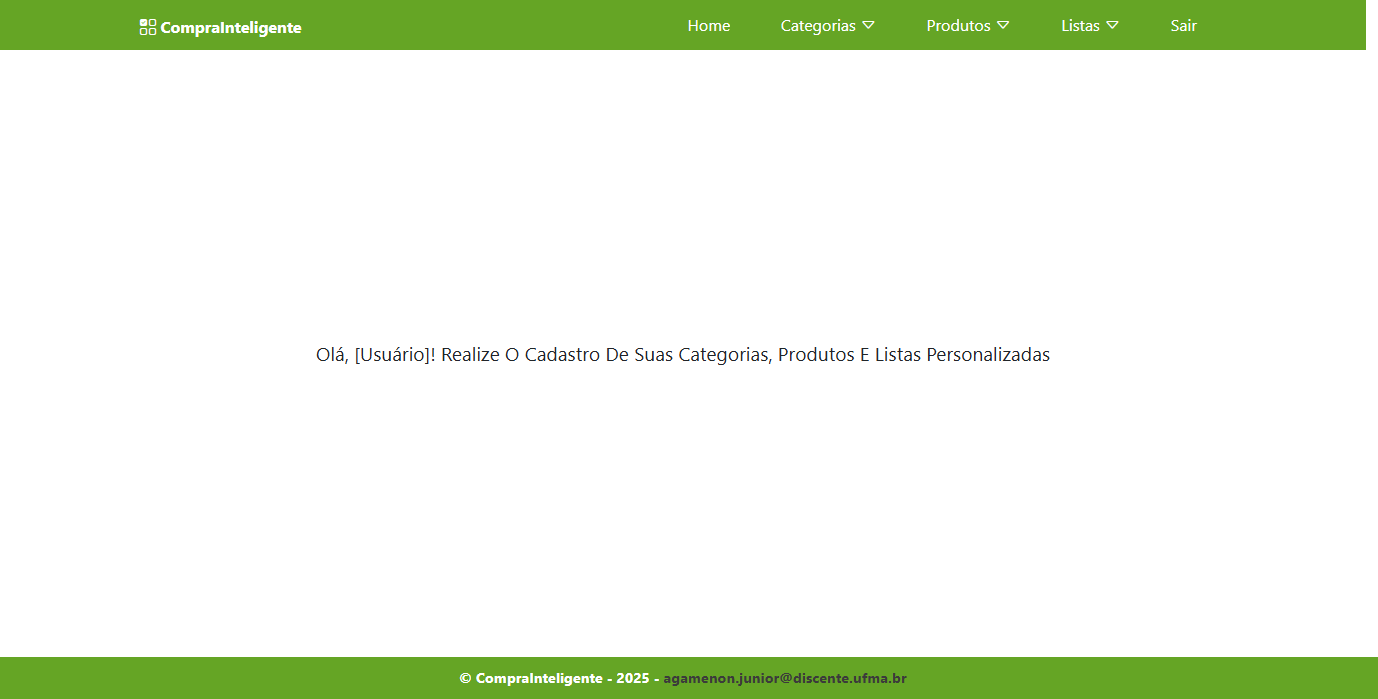 CompraInteligente Home Categorias Produtos Listas Sair
Olá, [Usuário]! Realize O Cadastro De Suas Categorias, Produtos E Listas Personalizadas
© CompraInteligente - 2025 - agamenon.junior@discente.ufma.br